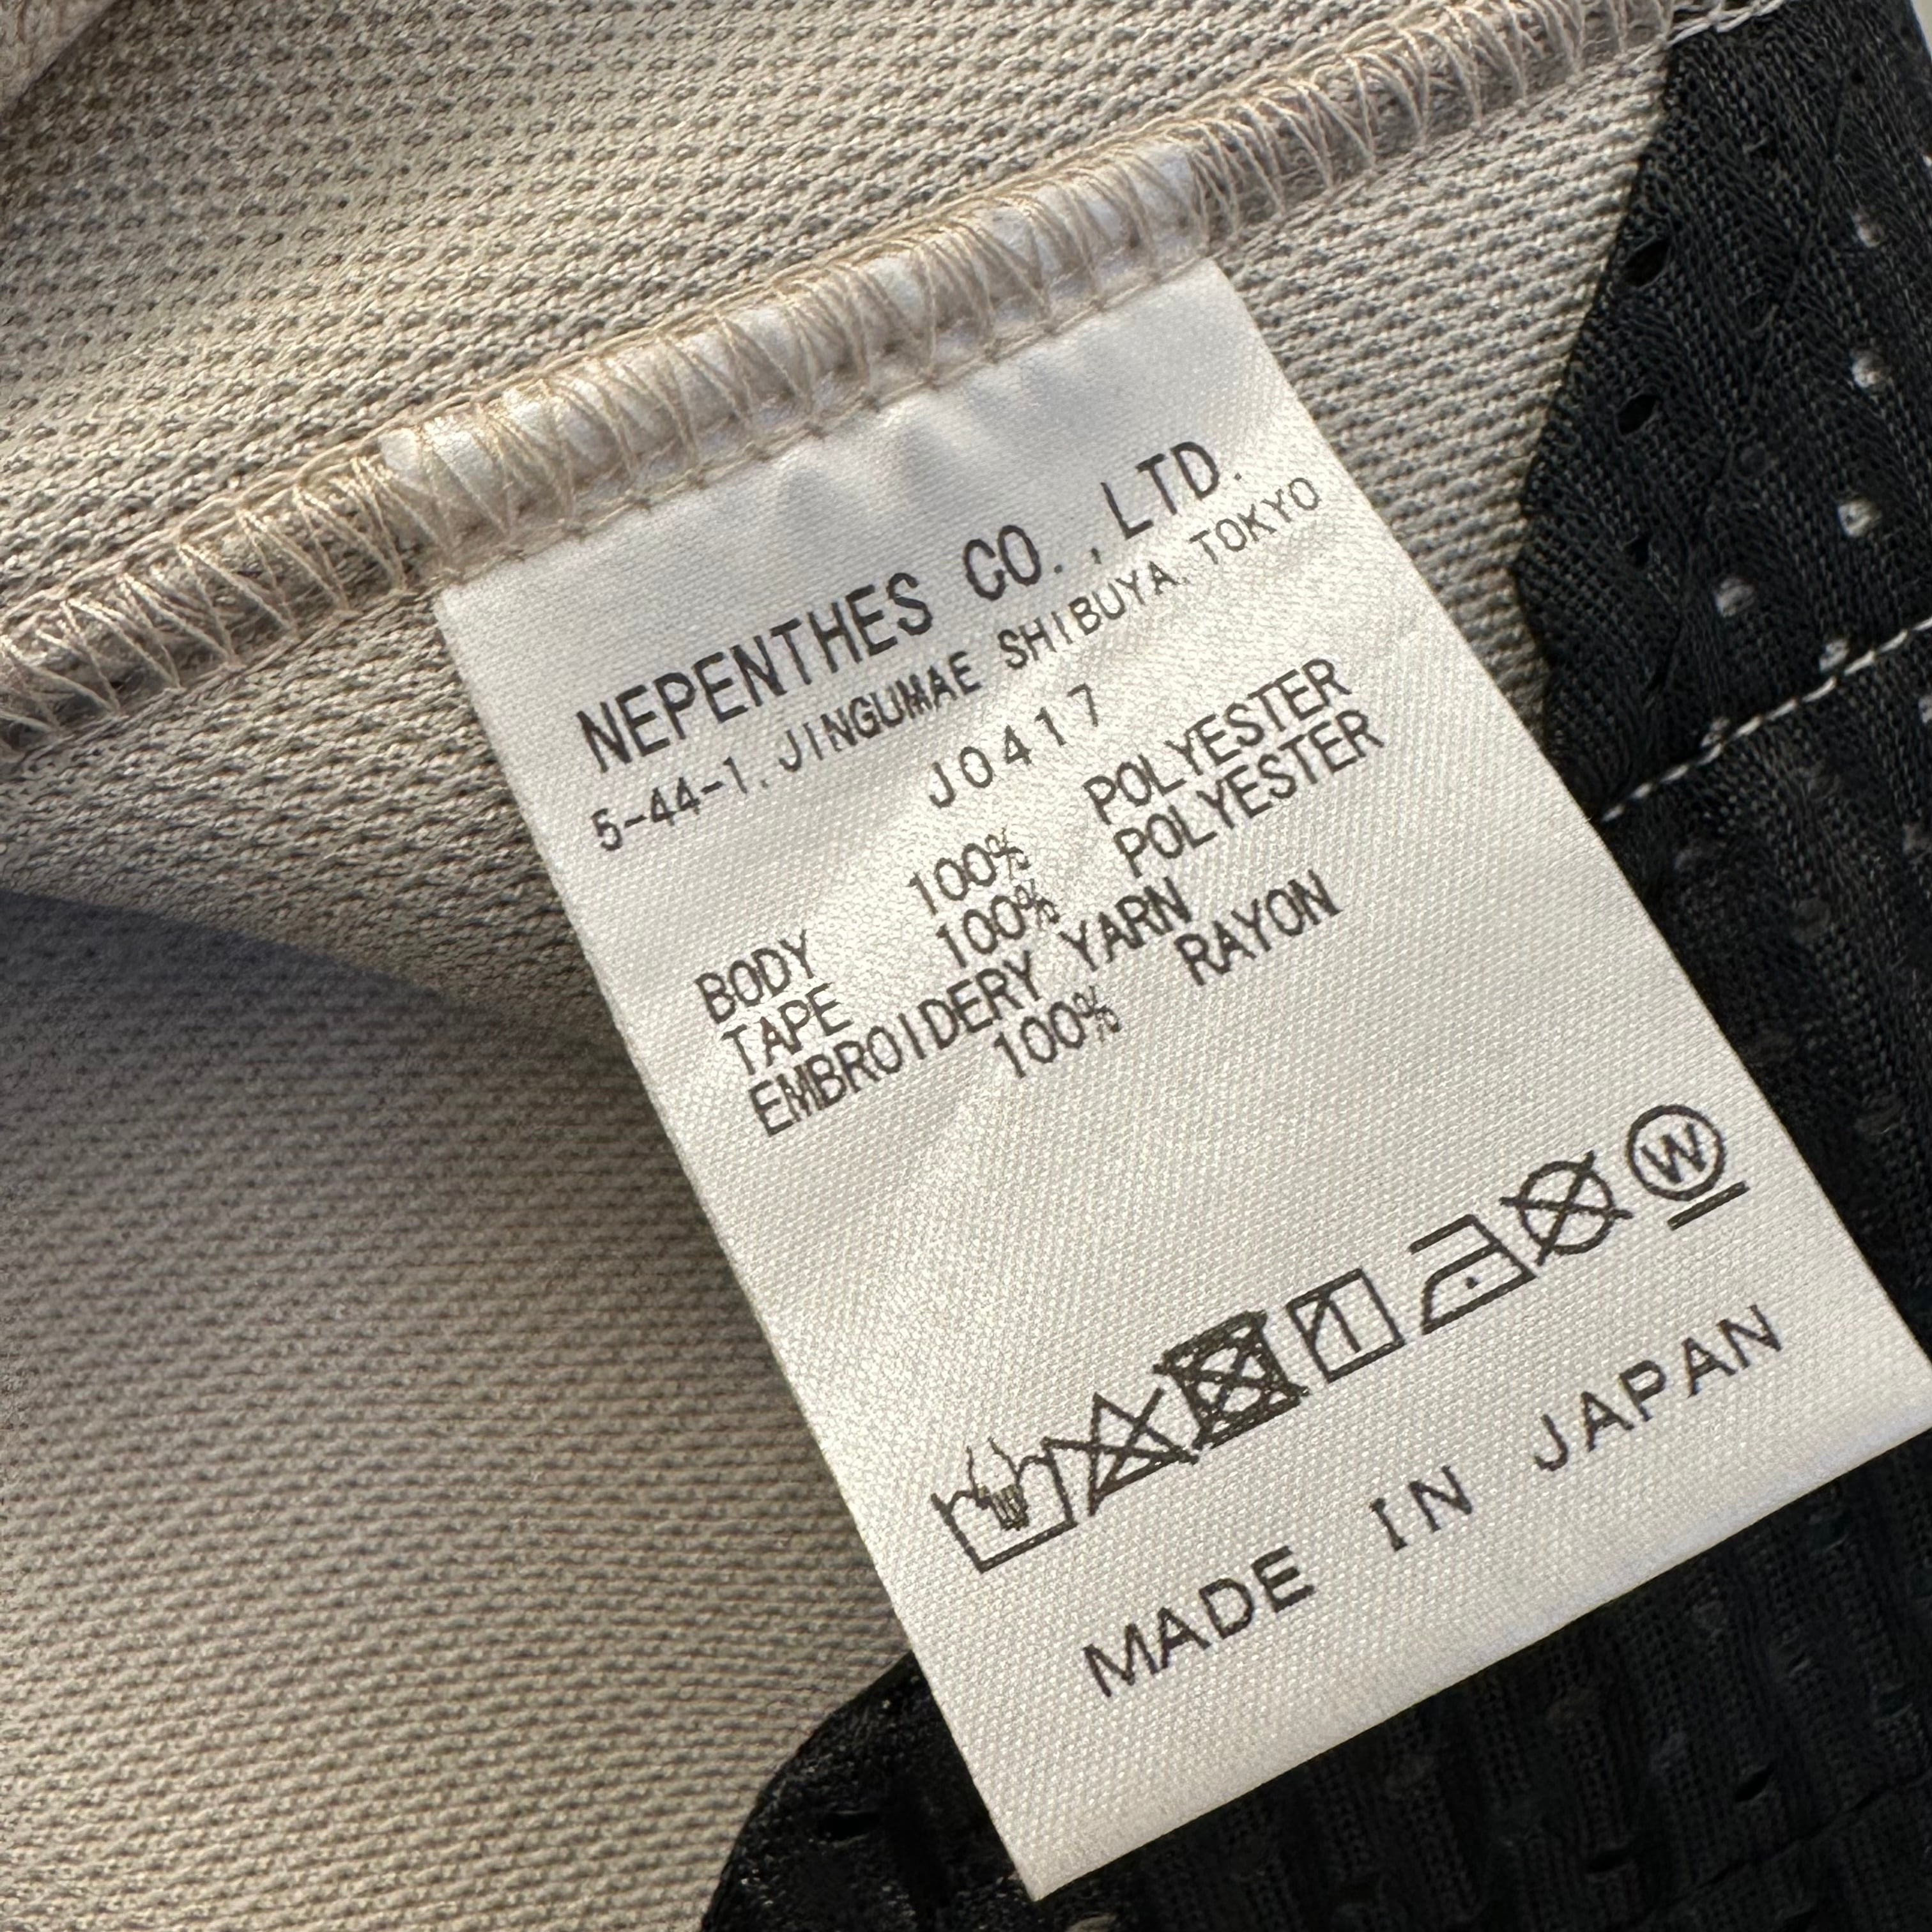 NEPENTHES CO.,LTD.
5-44-1.JINGUMAE SHIBUYA.TOKYO
J0417
BODY 100% POLYESTER
TAPE 100% POLYESTER
EMBROIDERY YARN
100% RAYON
W
MADE IN JAPAN